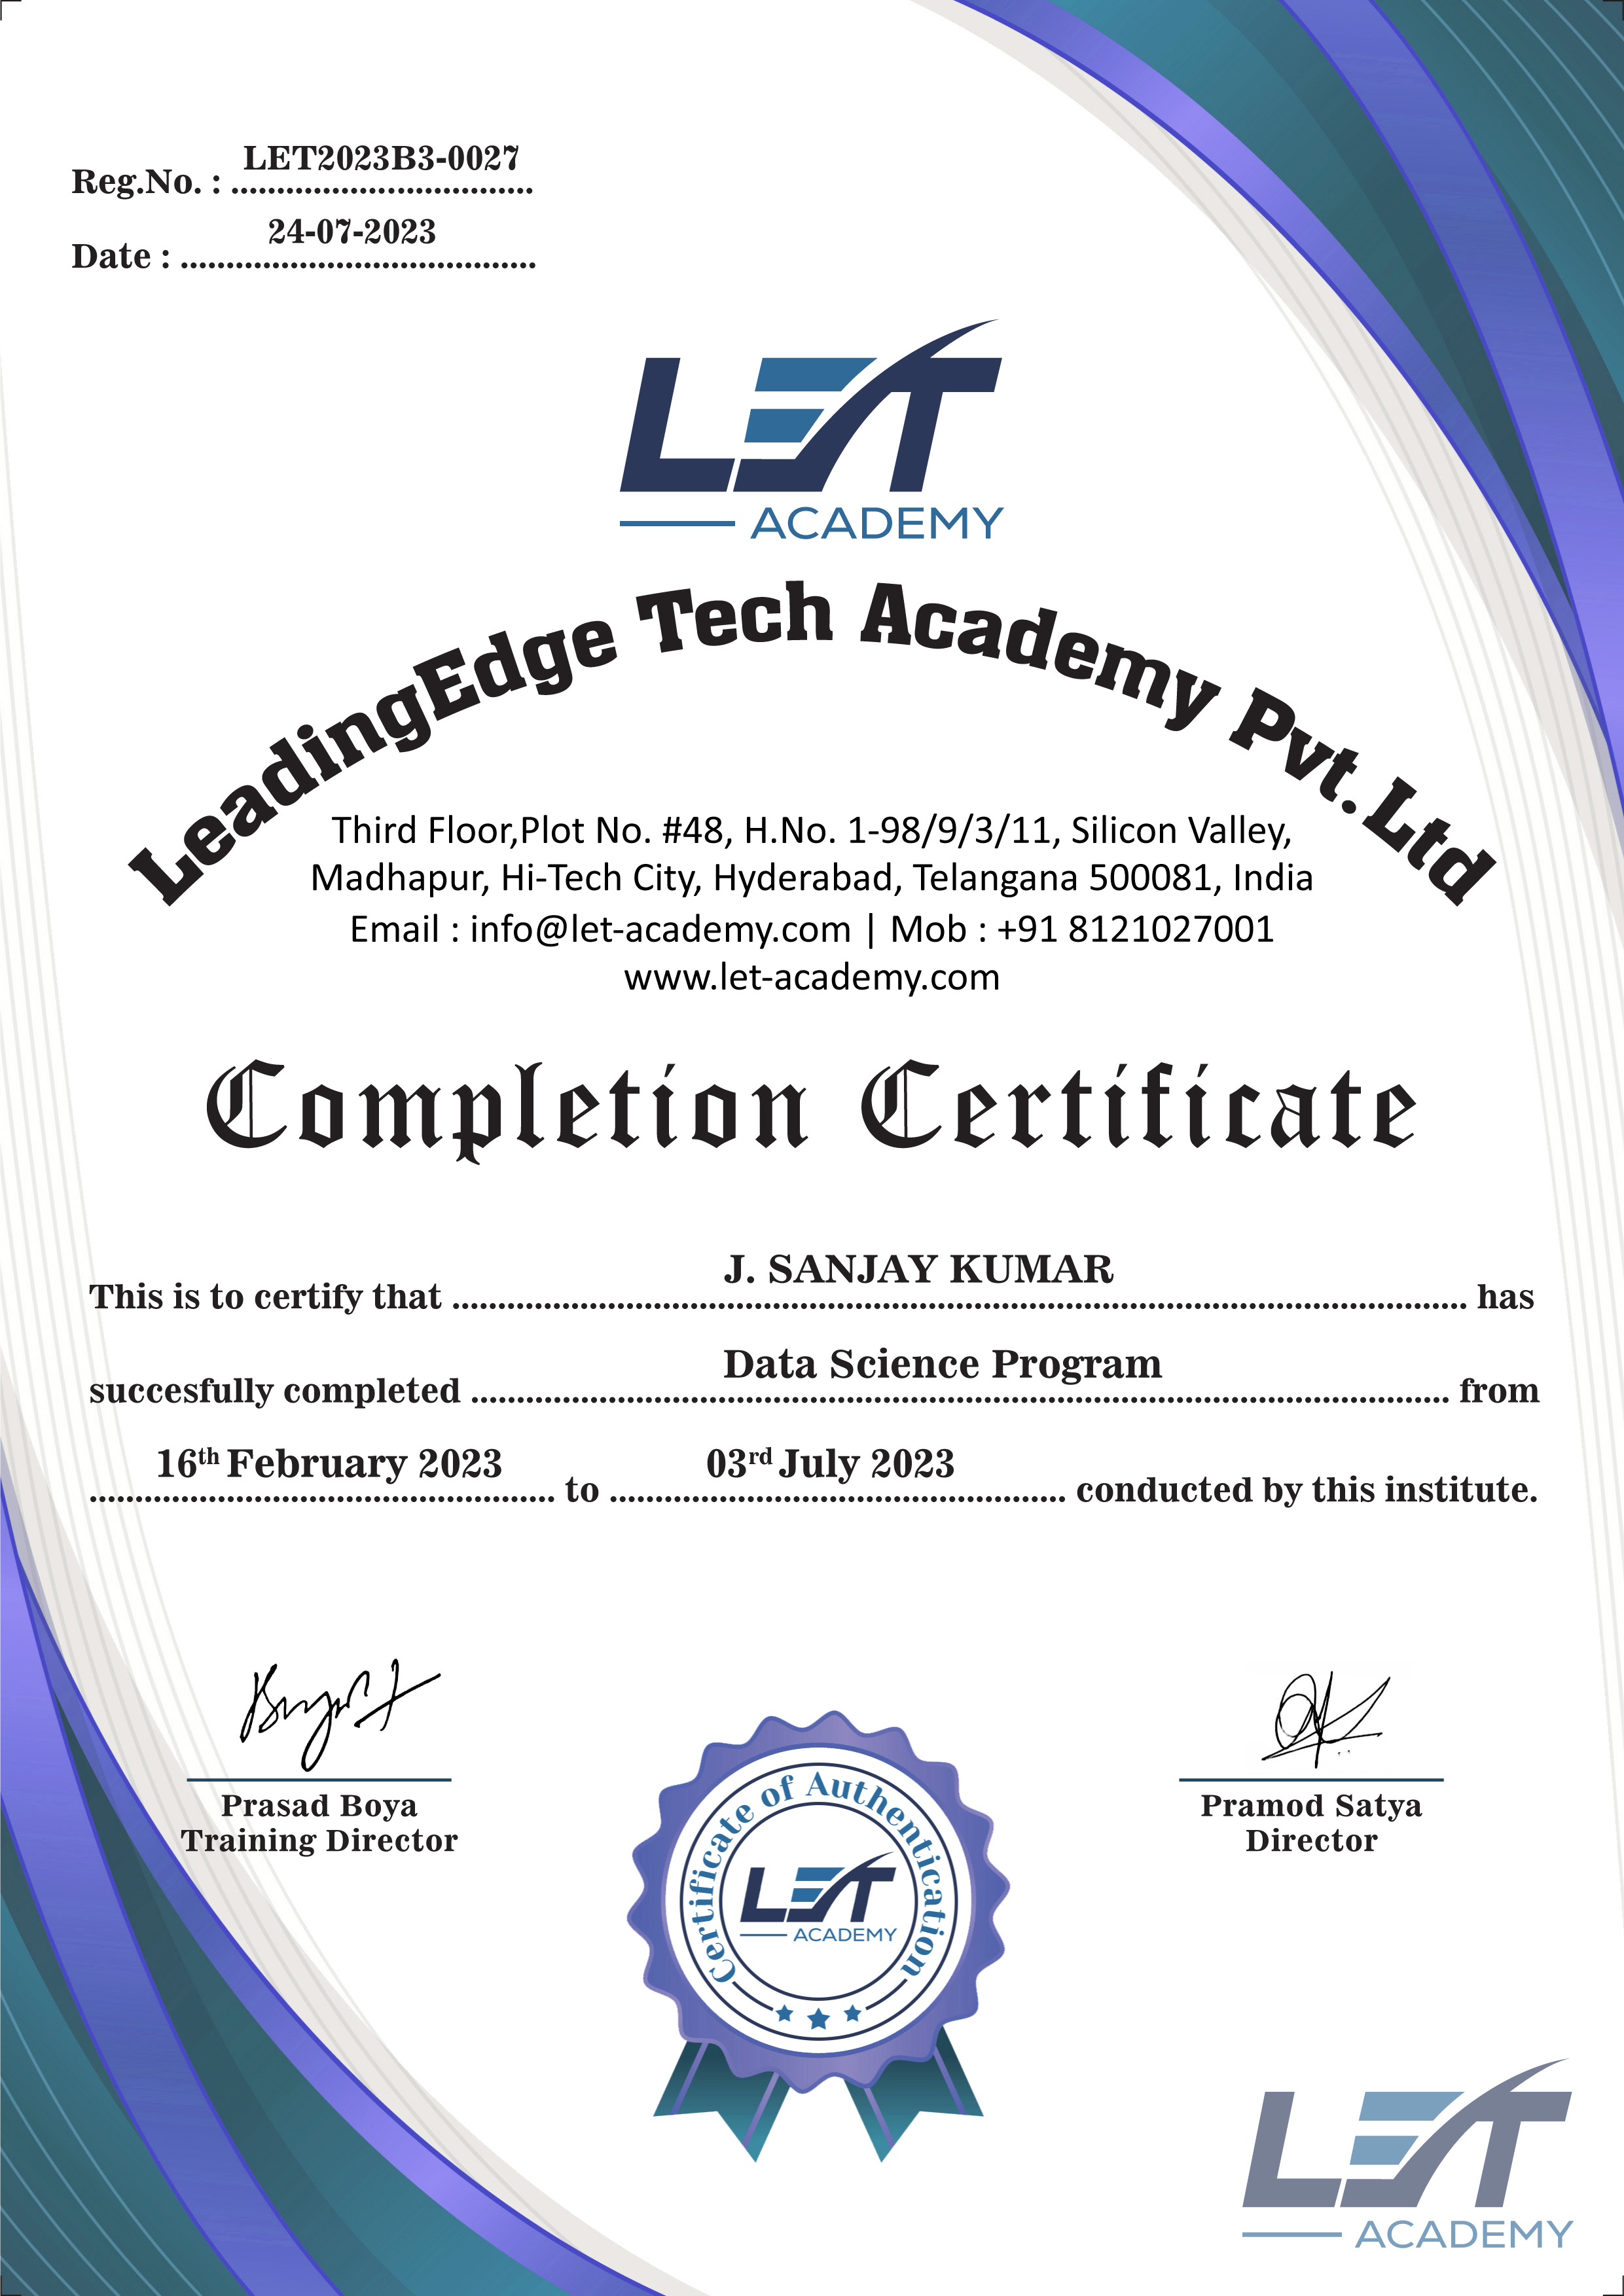 Reg.No. : LET2023B3-0027
Date : 24-07-2023
LET
ACADEMY
LeadingEdge Tech Academy Pvt.Ltd
Third Floor,Plot No. #48, H.No. 1-98/9/3/11, Silicon Valley,
Madhapur, Hi-Tech City, Hyderabad, Telangana 500081, India
Email : info@let-academy.com | Mob : +91 8121027001
www.let-academy.com
Completion Certificate
This is to certify that J. SANJAY KUMAR has
succesfully completed Data Science Program from
16th February 2023 to 03rd July 2023 conducted by this institute.
Prasad Boya
Training Director
Pramod Satya
Director
Certificate of Authentication
LET
ACADEMY
LET
ACADEMY